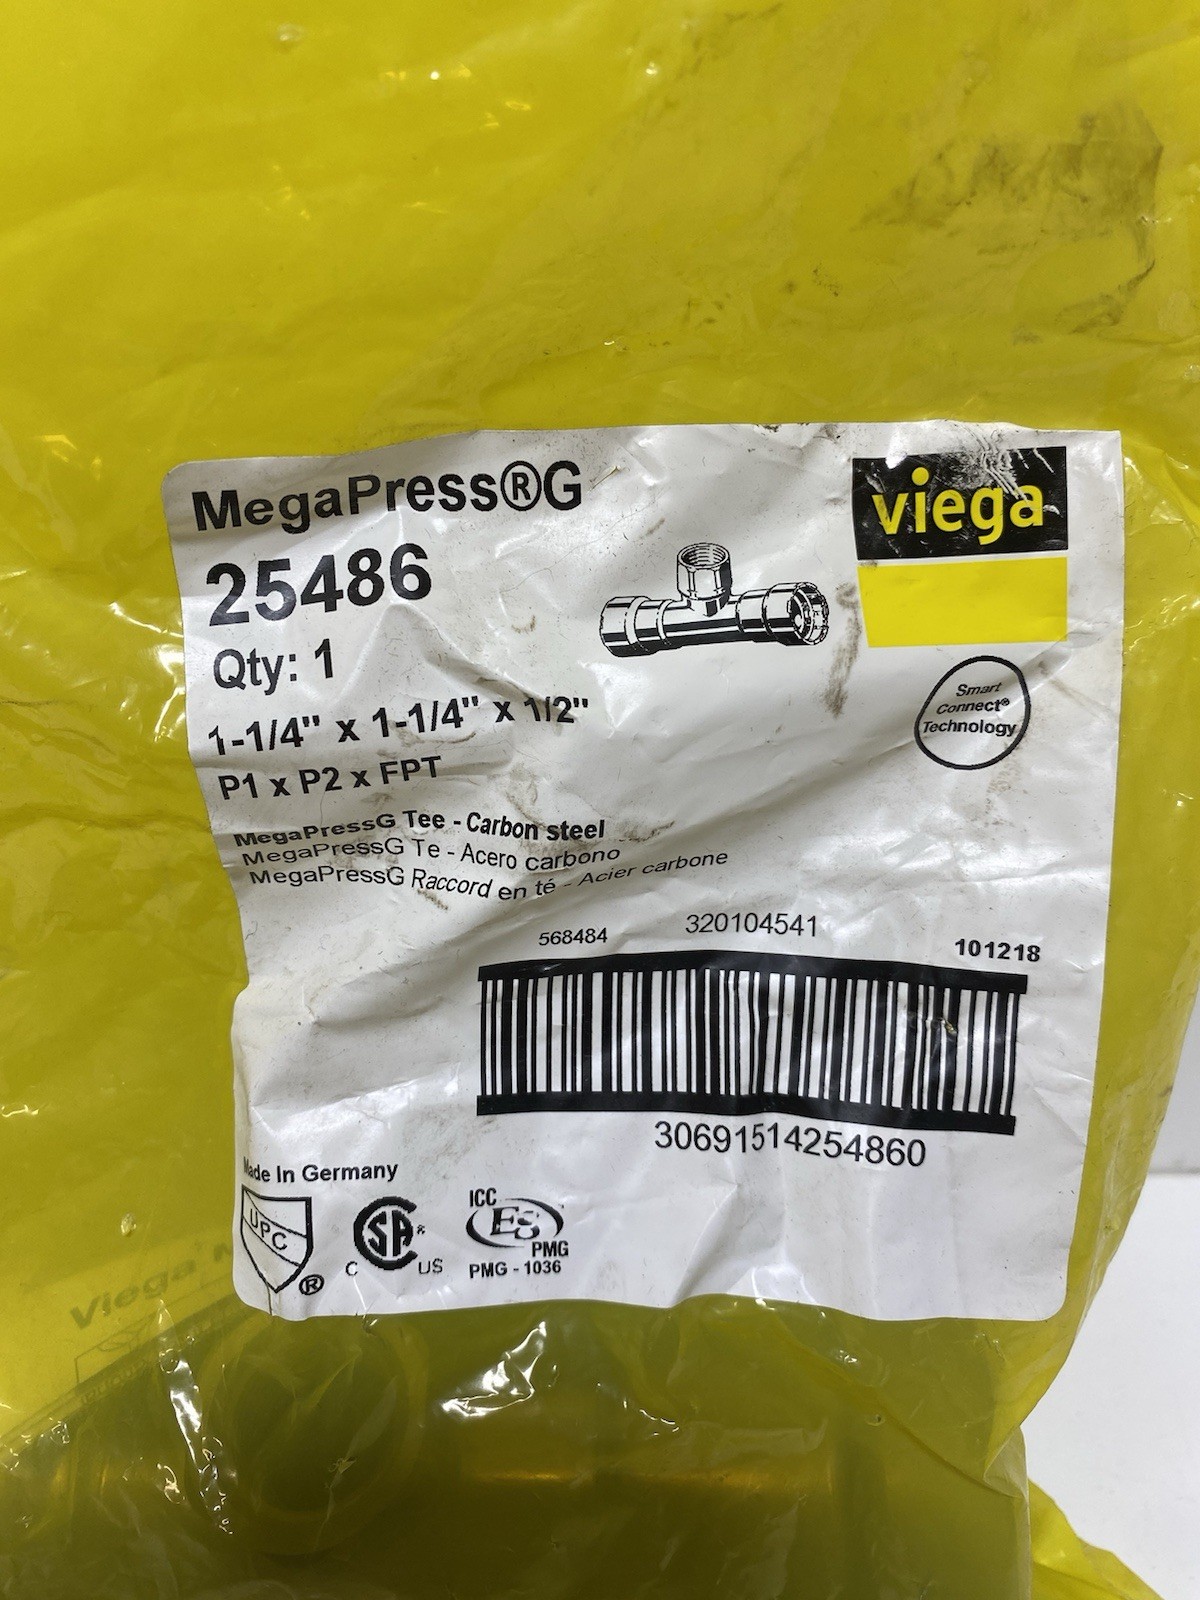 MegaPress®G
viega
25486
Qty: 1
1-1/4" x 1-1/4" x 1/2"
P1 x P2 x FPT
Smart
Connect®
Technology
MegaPressG Tee - Carbon steel
MegaPressG Te - Acero carbono
MegaPressG Raccord en té - Acier carbone
568484
320104541
101218
30691514254860
Made In Germany
UPC
®
SA
®
C
US
ICC
ES
PMG
PMG - 1036
Viega